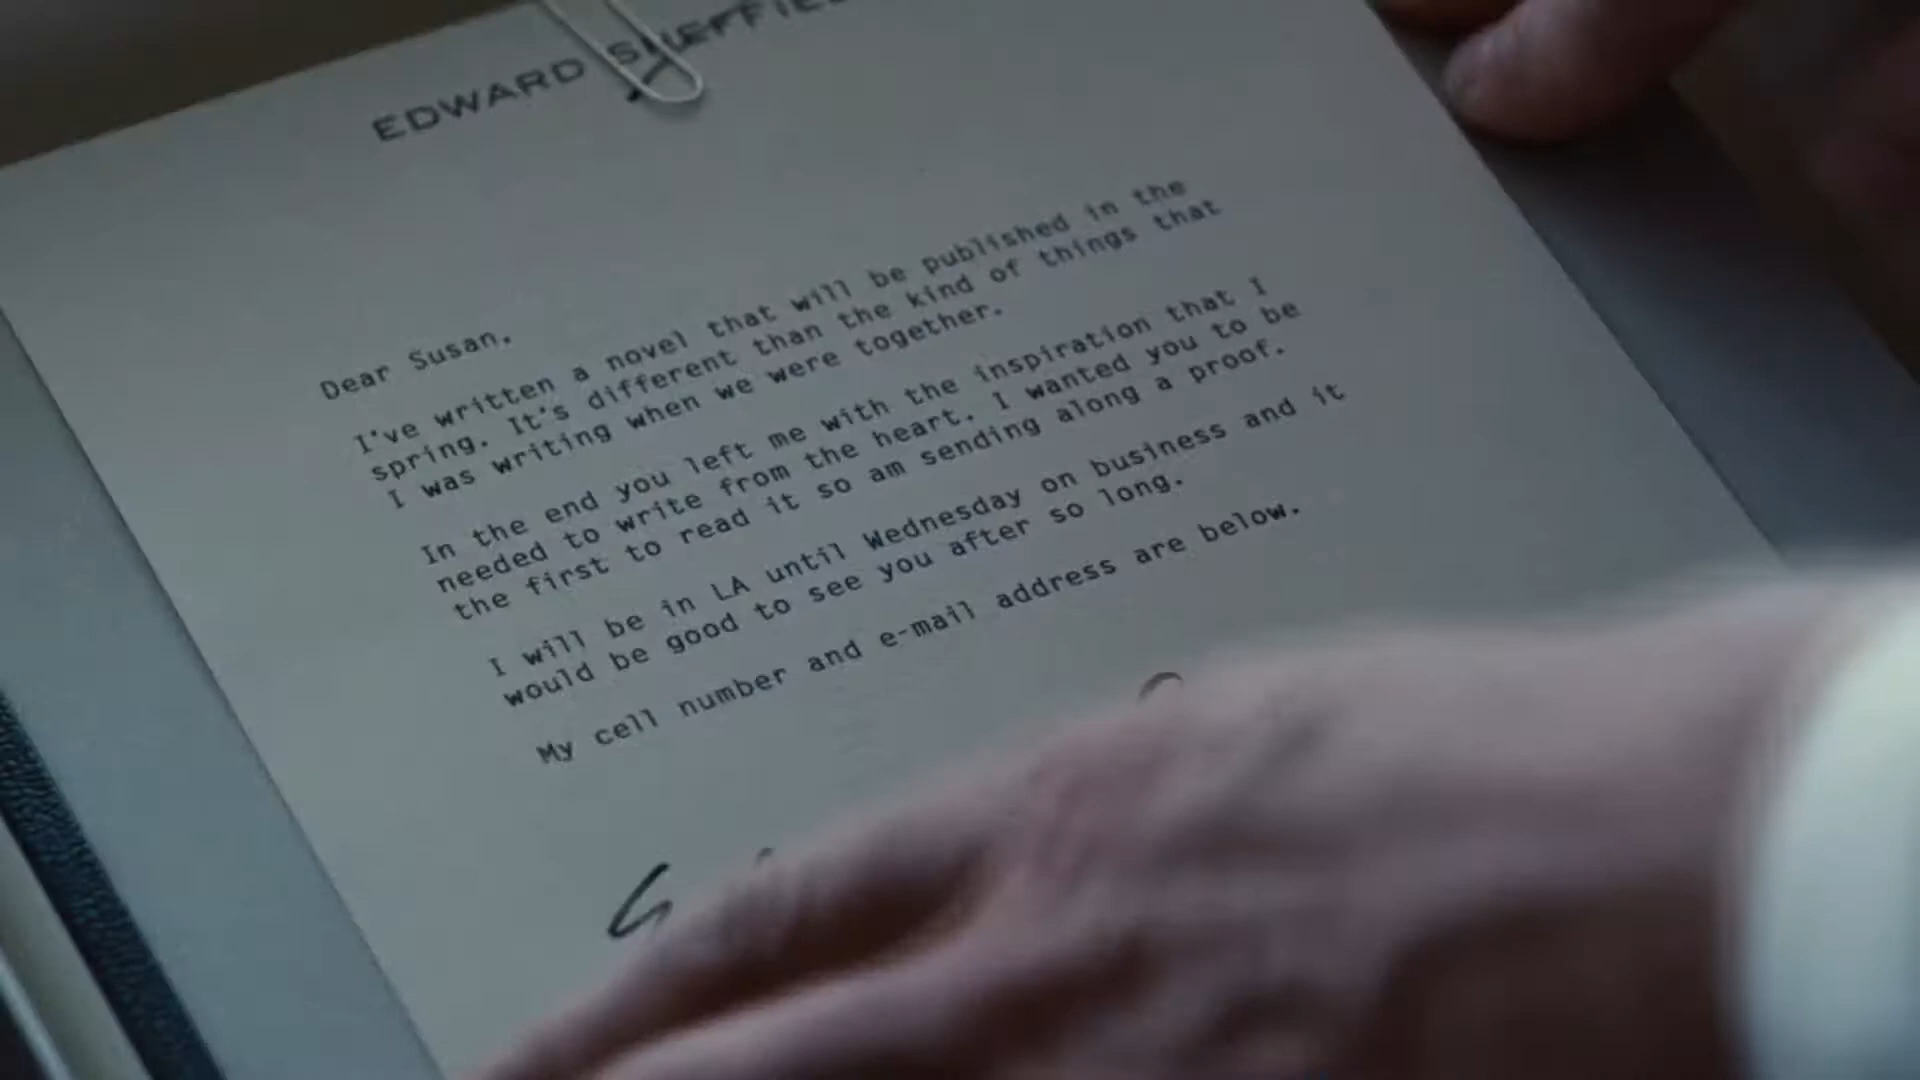 EDWARD SHEFFIEL
Dear Susan,
I've written a novel that will be published in the
spring. It's different than the kind of things that
I was writing when we were together.
In the end you left me with the inspiration that I
needed to write from the heart. I wanted you to be
the first to read it so am sending along a proof.
I will be in LA until Wednesday on business and it
would be good to see you after so long.
My cell number and e-mail address are below.